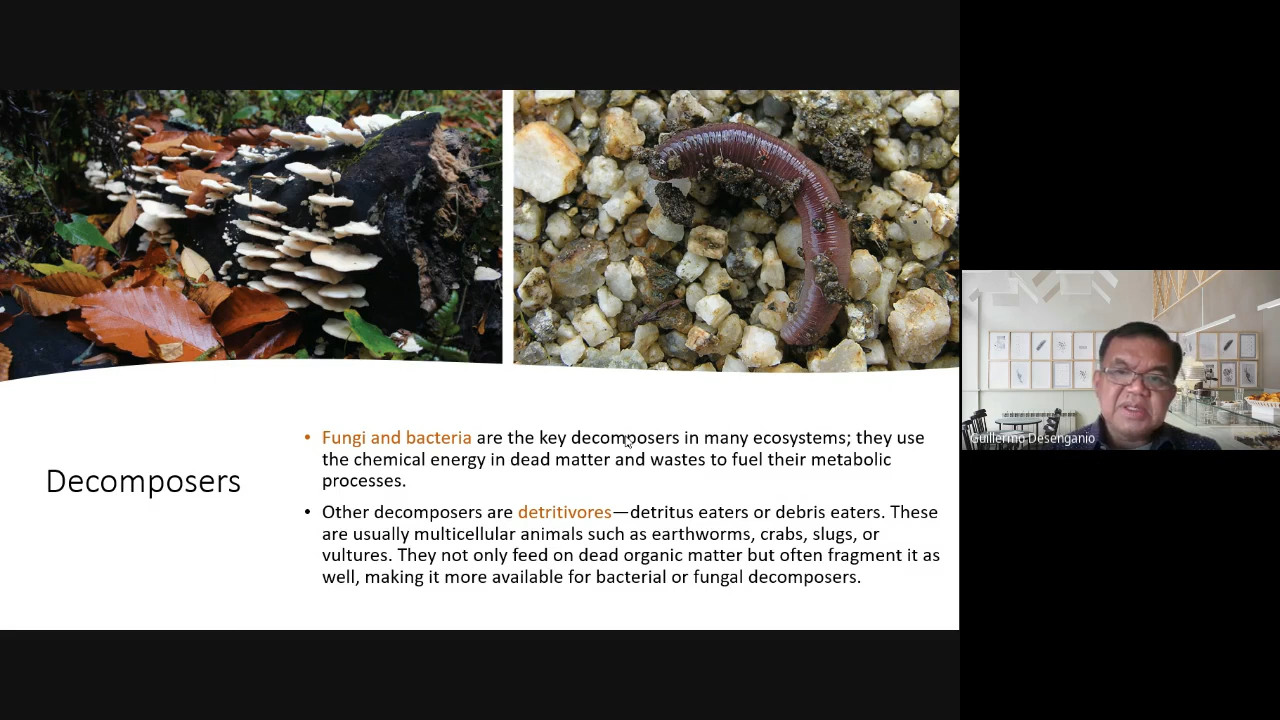 Decomposers
• Fungi and bacteria are the key decomposers in many ecosystems; they use
the chemical energy in dead matter and wastes to fuel their metabolic
processes.
• Other decomposers are detritivores—detritus eaters or debris eaters. These
are usually multicellular animals such as earthworms, crabs, slugs, or
vultures. They not only feed on dead organic matter but often fragment it as
well, making it more available for bacterial or fungal decomposers.
Guillermo Desenganio